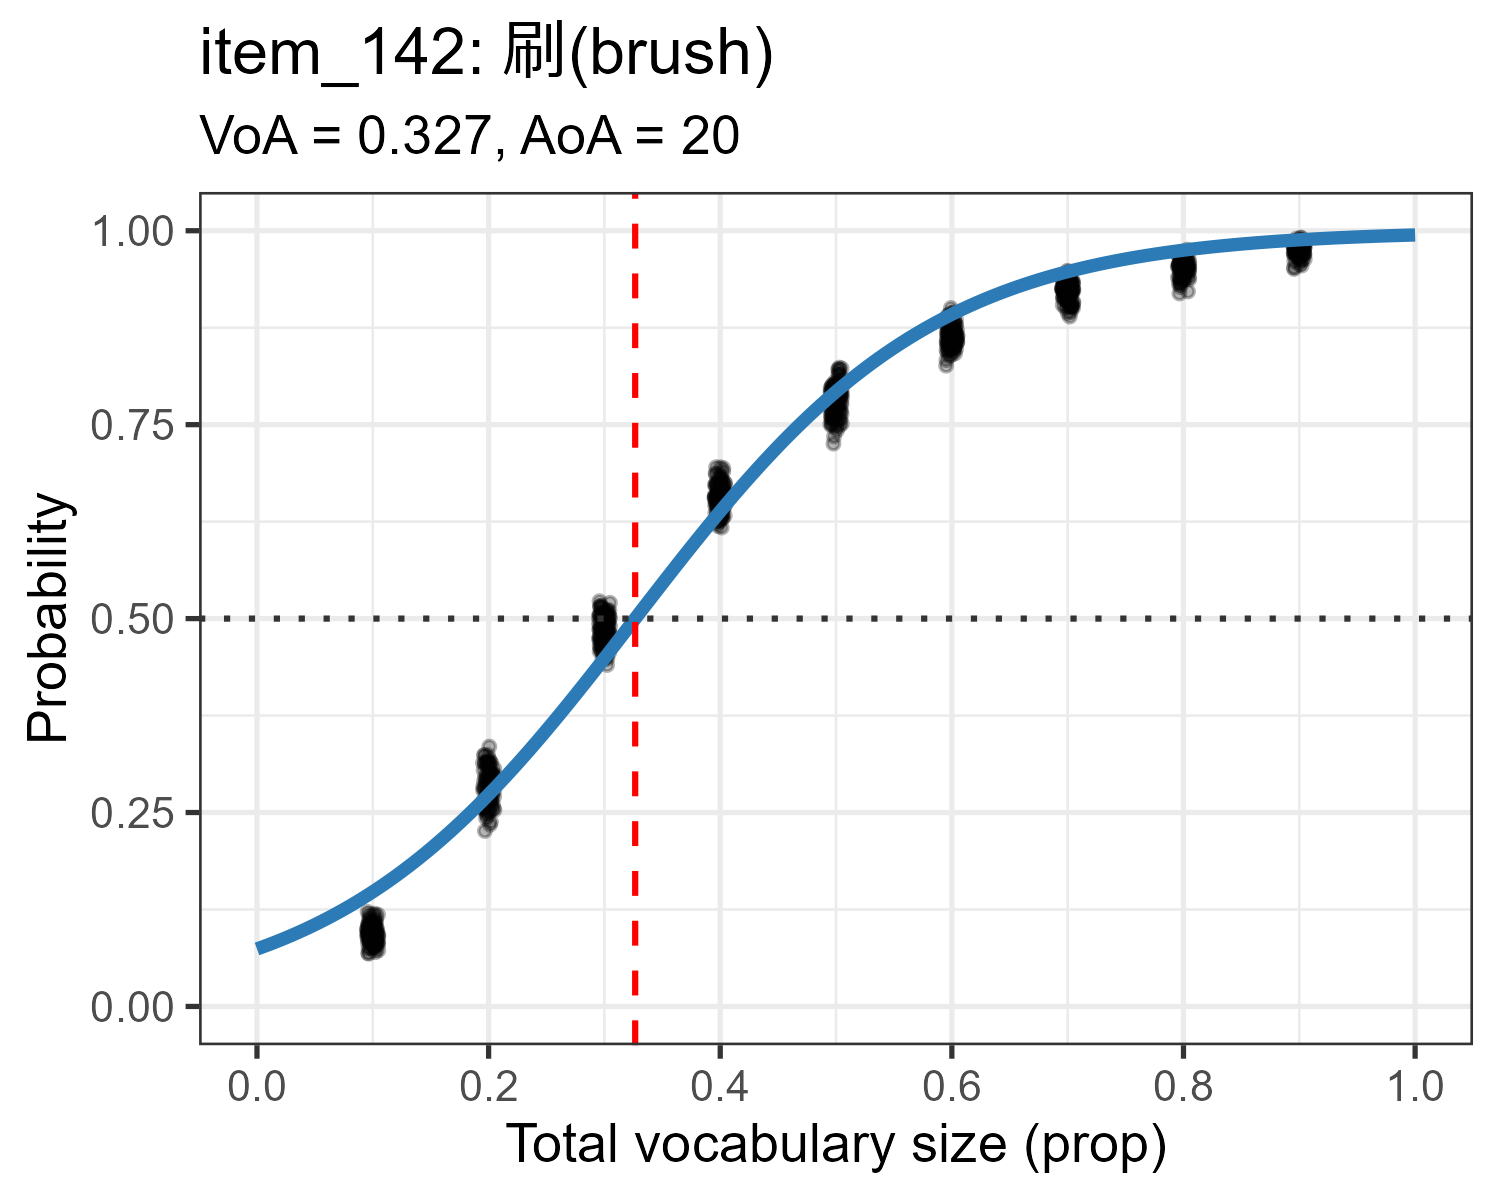 item_142: 刷(brush)
VoA = 0.327, AoA = 20
1.00
0.75
0.50
0.25
0.00
Probability
0.0 0.2 0.4 0.6 0.8 1.0
Total vocabulary size (prop)